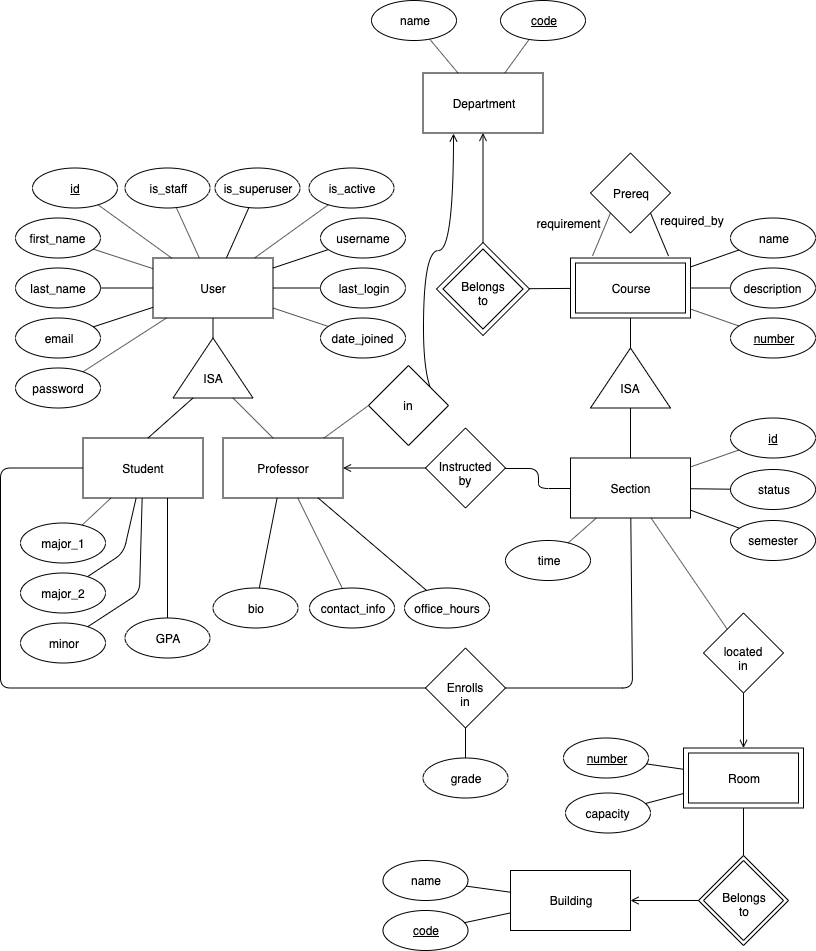 name
code
Department
id
is_staff
is_superuser
is_active
Prereq
requirement
required_by
first_name
username
name
User
last_name
last_login
Belongs
to
Course
description
email
date_joined
number
password
ISA
ISA
in
id
Student
Professor
Instructed
by
Section
status
semester
major_1
time
major_2
bio
contact_info
office_hours
minor
GPA
located
in
Enrolls
in
number
grade
Room
capacity
name
Building
Belongs
to
code